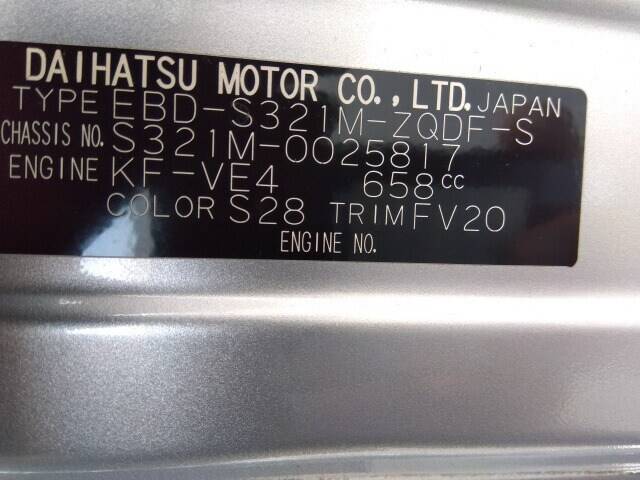 DAIHATSU MOTOR CO.,LTD. JAPAN
TYPE EBD-S321M-ZQDF-S
CHASSIS NO. S321M-0025817
ENGINE KF-VE4 658cc
COLOR S28 TRIM FV20
ENGINE NO.